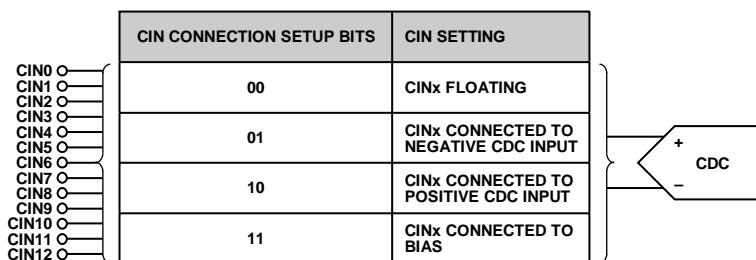 CIN CONNECTION SETUP BITS CIN SETTING
CIN0
CIN1
CIN2
CIN3
CIN4
CIN5
CIN6
CIN7
CIN8
CIN9
CIN10
CIN11
CIN12
00 CINx FLOATING
01 CINx CONNECTED TO
NEGATIVE CDC INPUT
10 CINx CONNECTED TO
POSITIVE CDC INPUT
11 CINx CONNECTED TO
BIAS
+
CDC
–